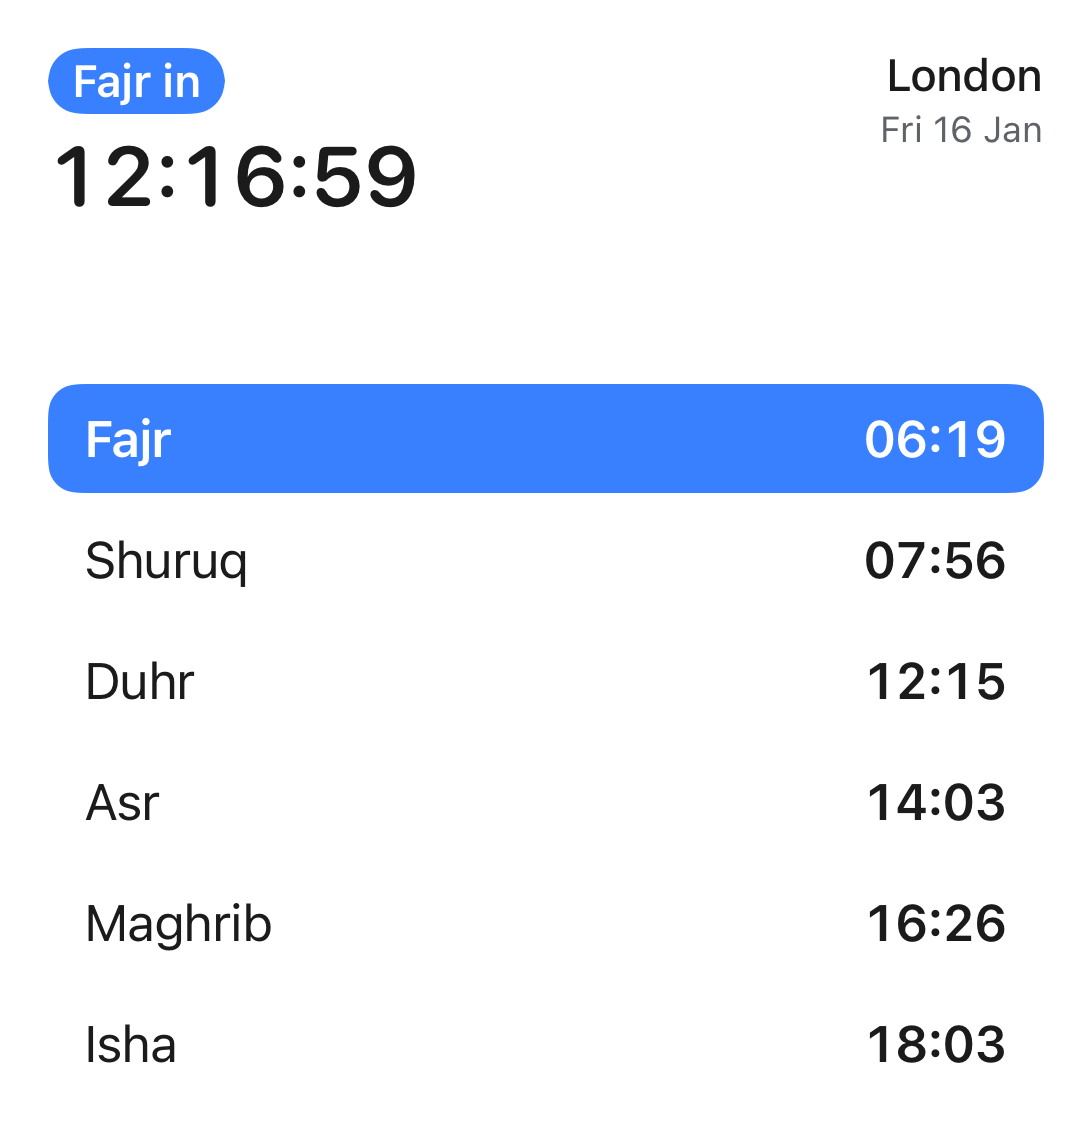 Fajr in
12:16:59
London
Fri 16 Jan
Fajr 06:19
Shuruq 07:56
Duhr 12:15
Asr 14:03
Maghrib 16:26
Isha 18:03